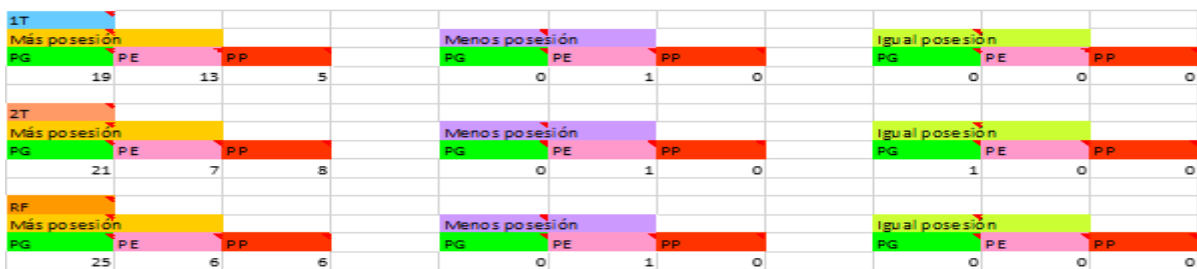 1T
Más posesión Menos posesión Igual posesión
PG PE PP PG PE PP PG PE PP
19 13 5 0 1 0 0 0 0
2T
Más posesión Menos posesión Igual posesión
PG PE PP PG PE PP PG PE PP
21 7 8 0 1 0 1 0 0
RF
Más posesión Menos posesión Igual posesión
PG PE PP PG PE PP PG PE PP
25 6 6 0 1 0 0 0 0